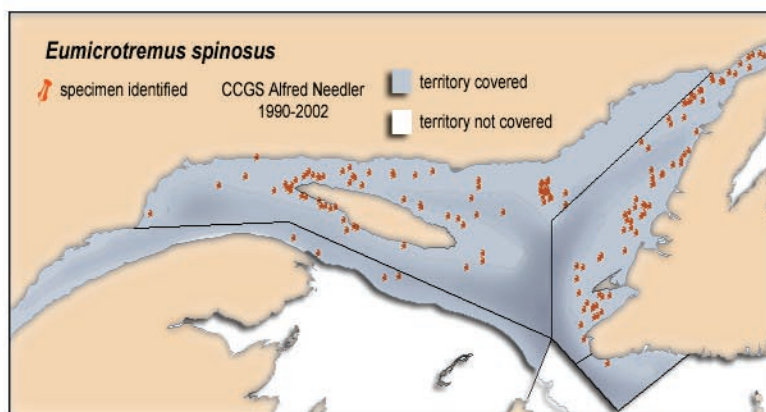 Eumicrotremus spinosus
specimen identified
CCGS Alfred Needler
1990-2002
territory covered
territory not covered